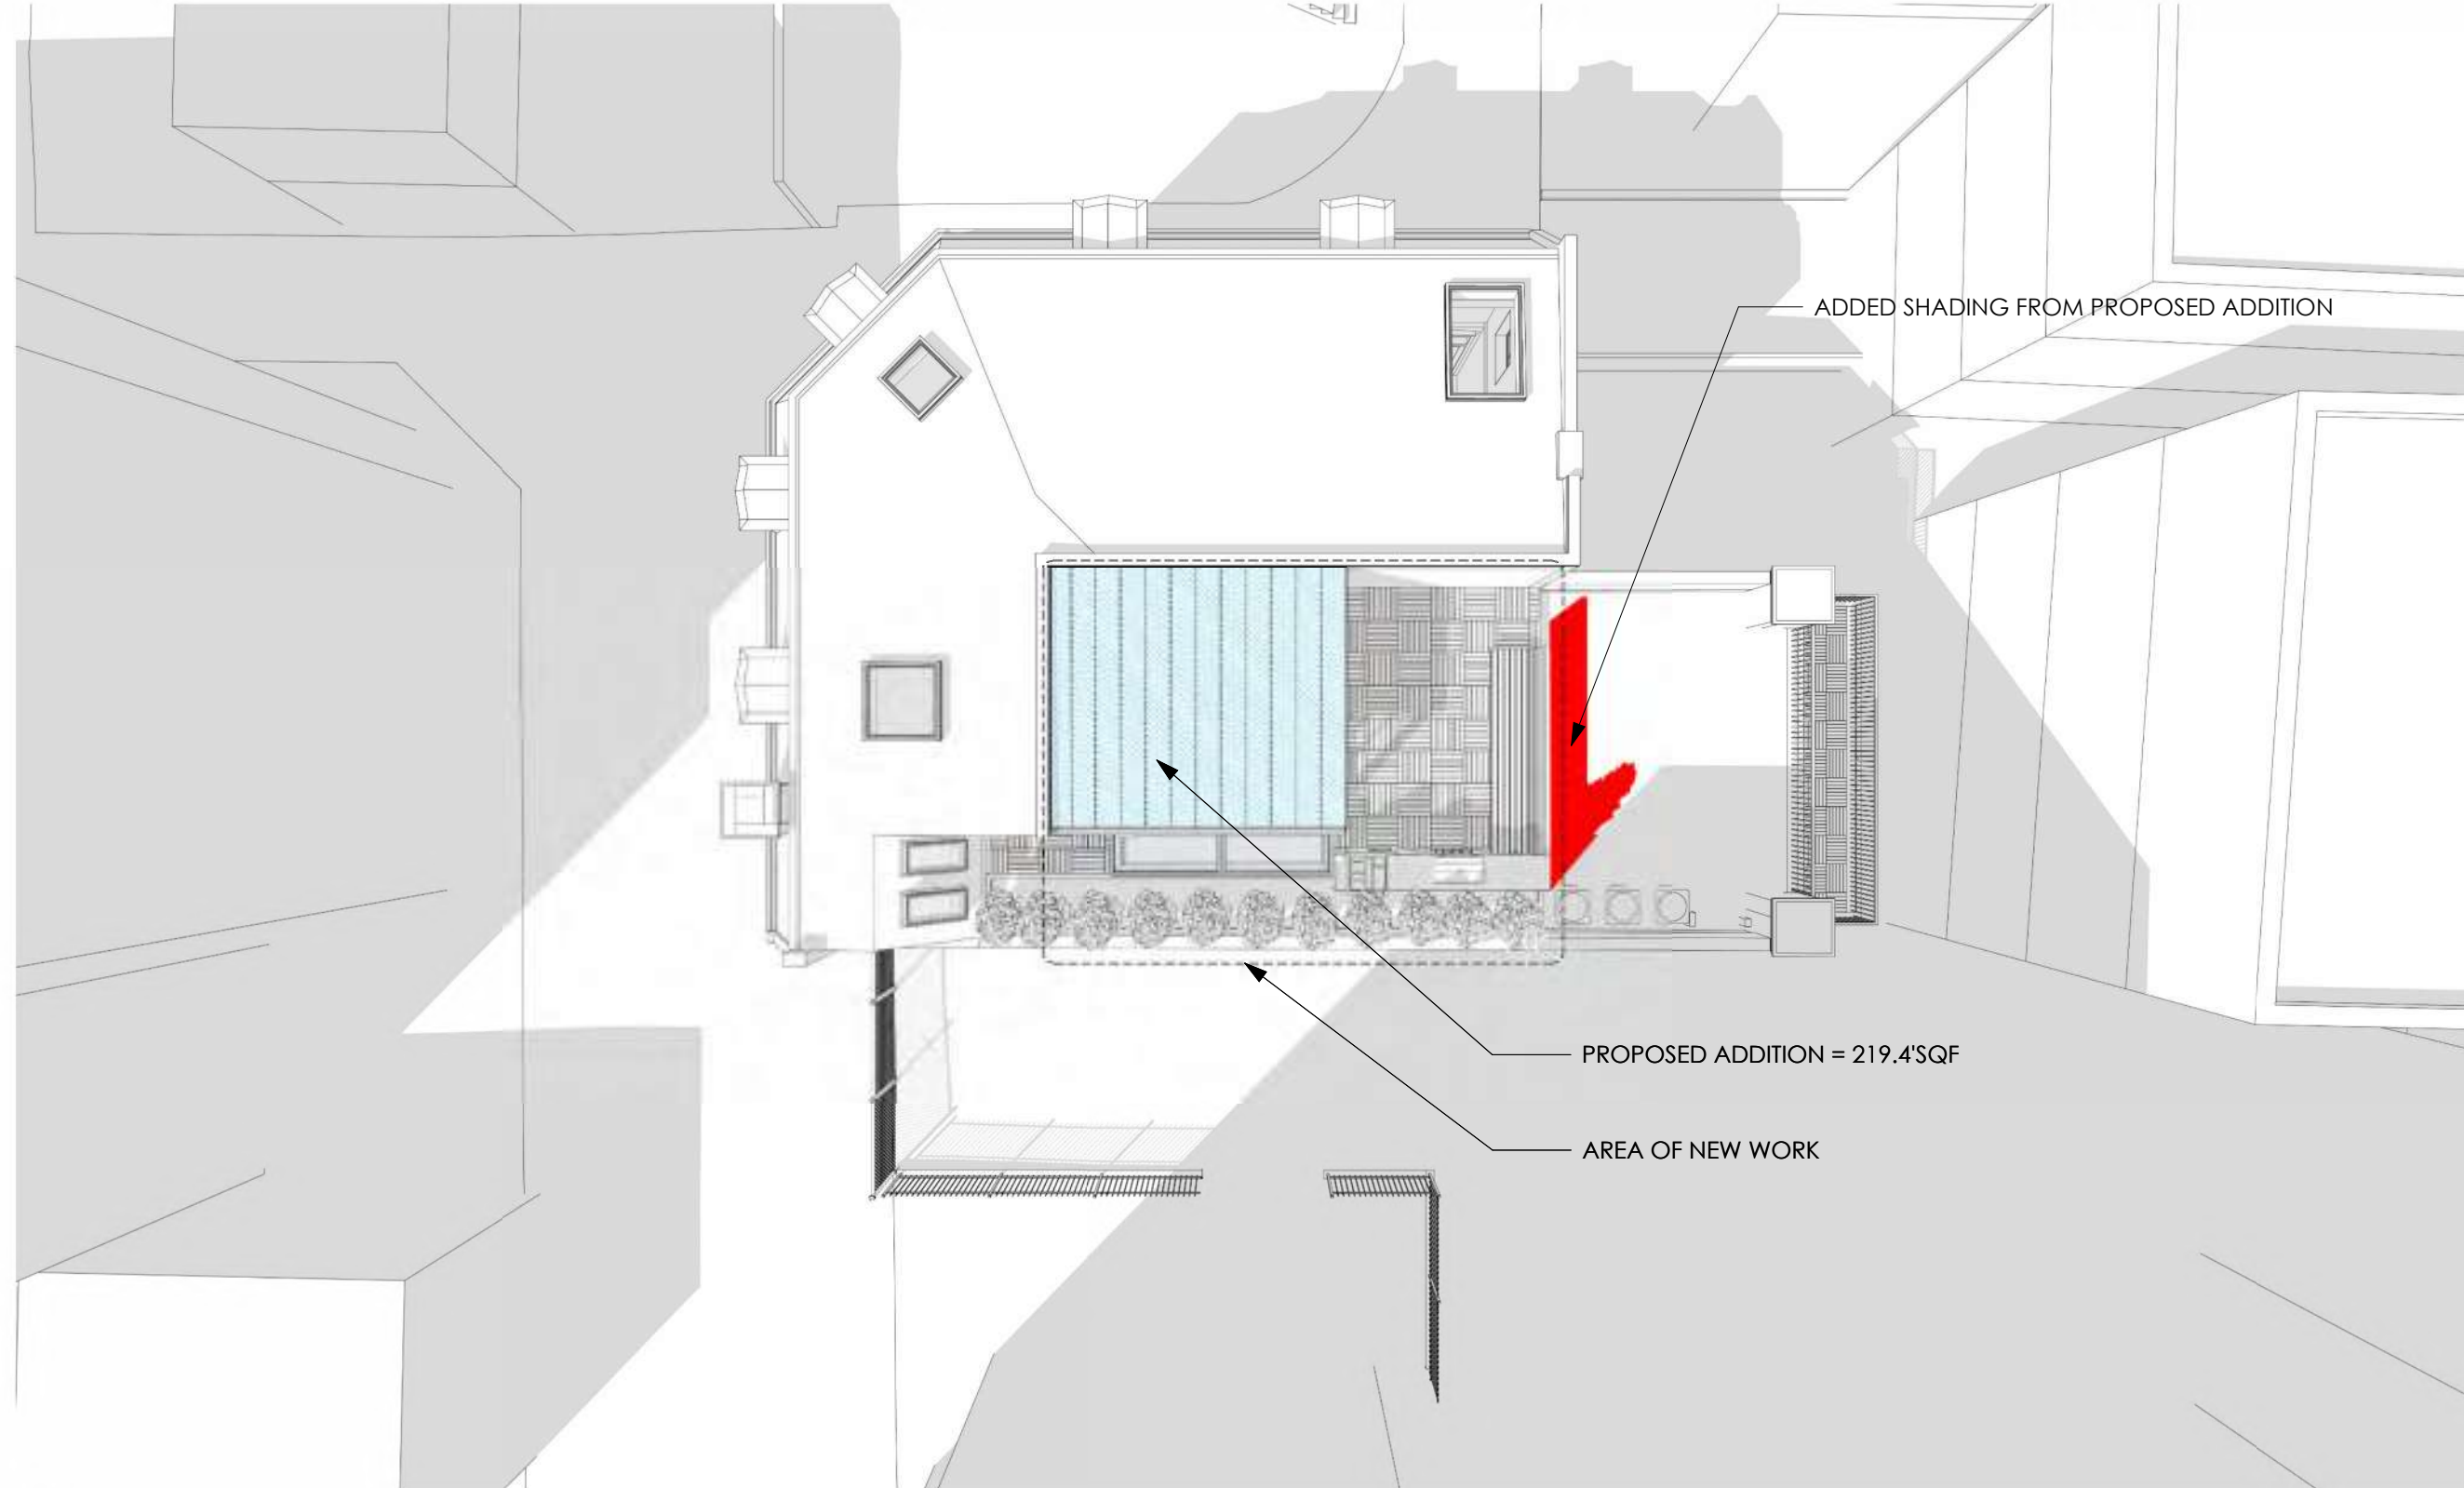 ADDED SHADING FROM PROPOSED ADDITION
PROPOSED ADDITION = 219.4'SQF
AREA OF NEW WORK